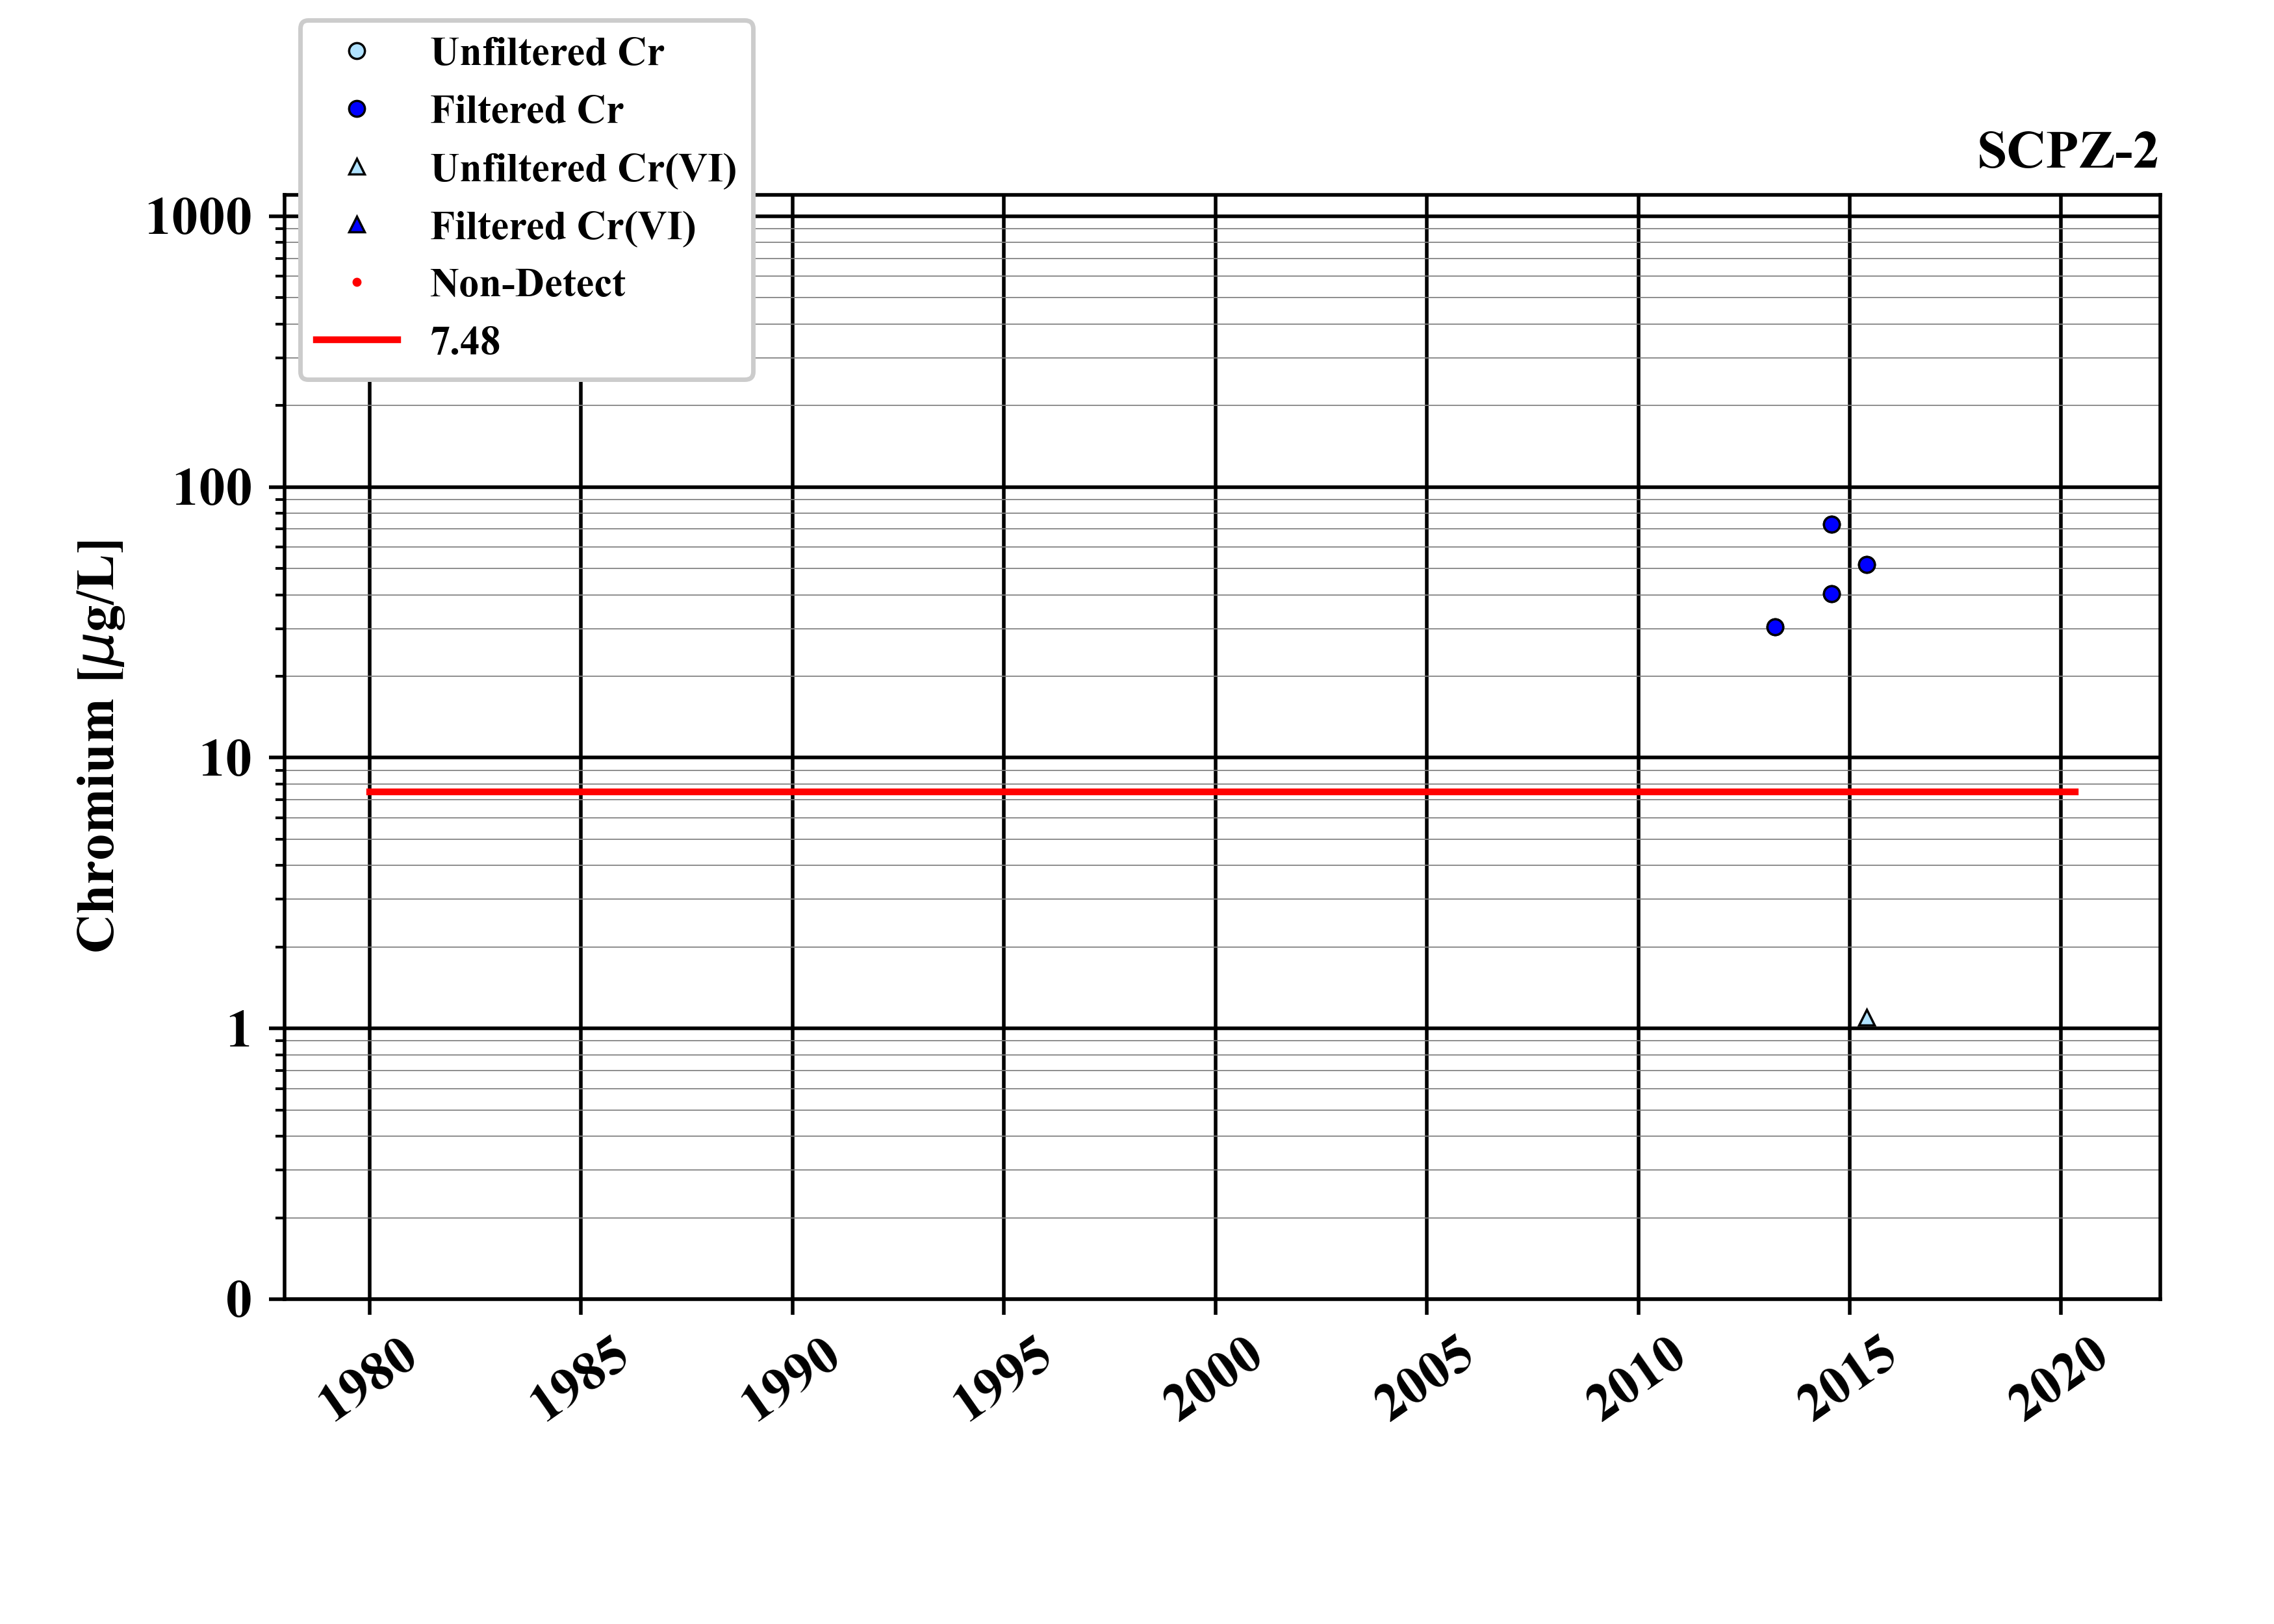 Unfiltered Cr
Filtered Cr
Unfiltered Cr(VI)
Filtered Cr(VI)
Non-Detect
7.48
SCPZ-2
1000
100
10
1
0
Chromium [μg/L]
1980
1985
1990
1995
2000
2005
2010
2015
2020